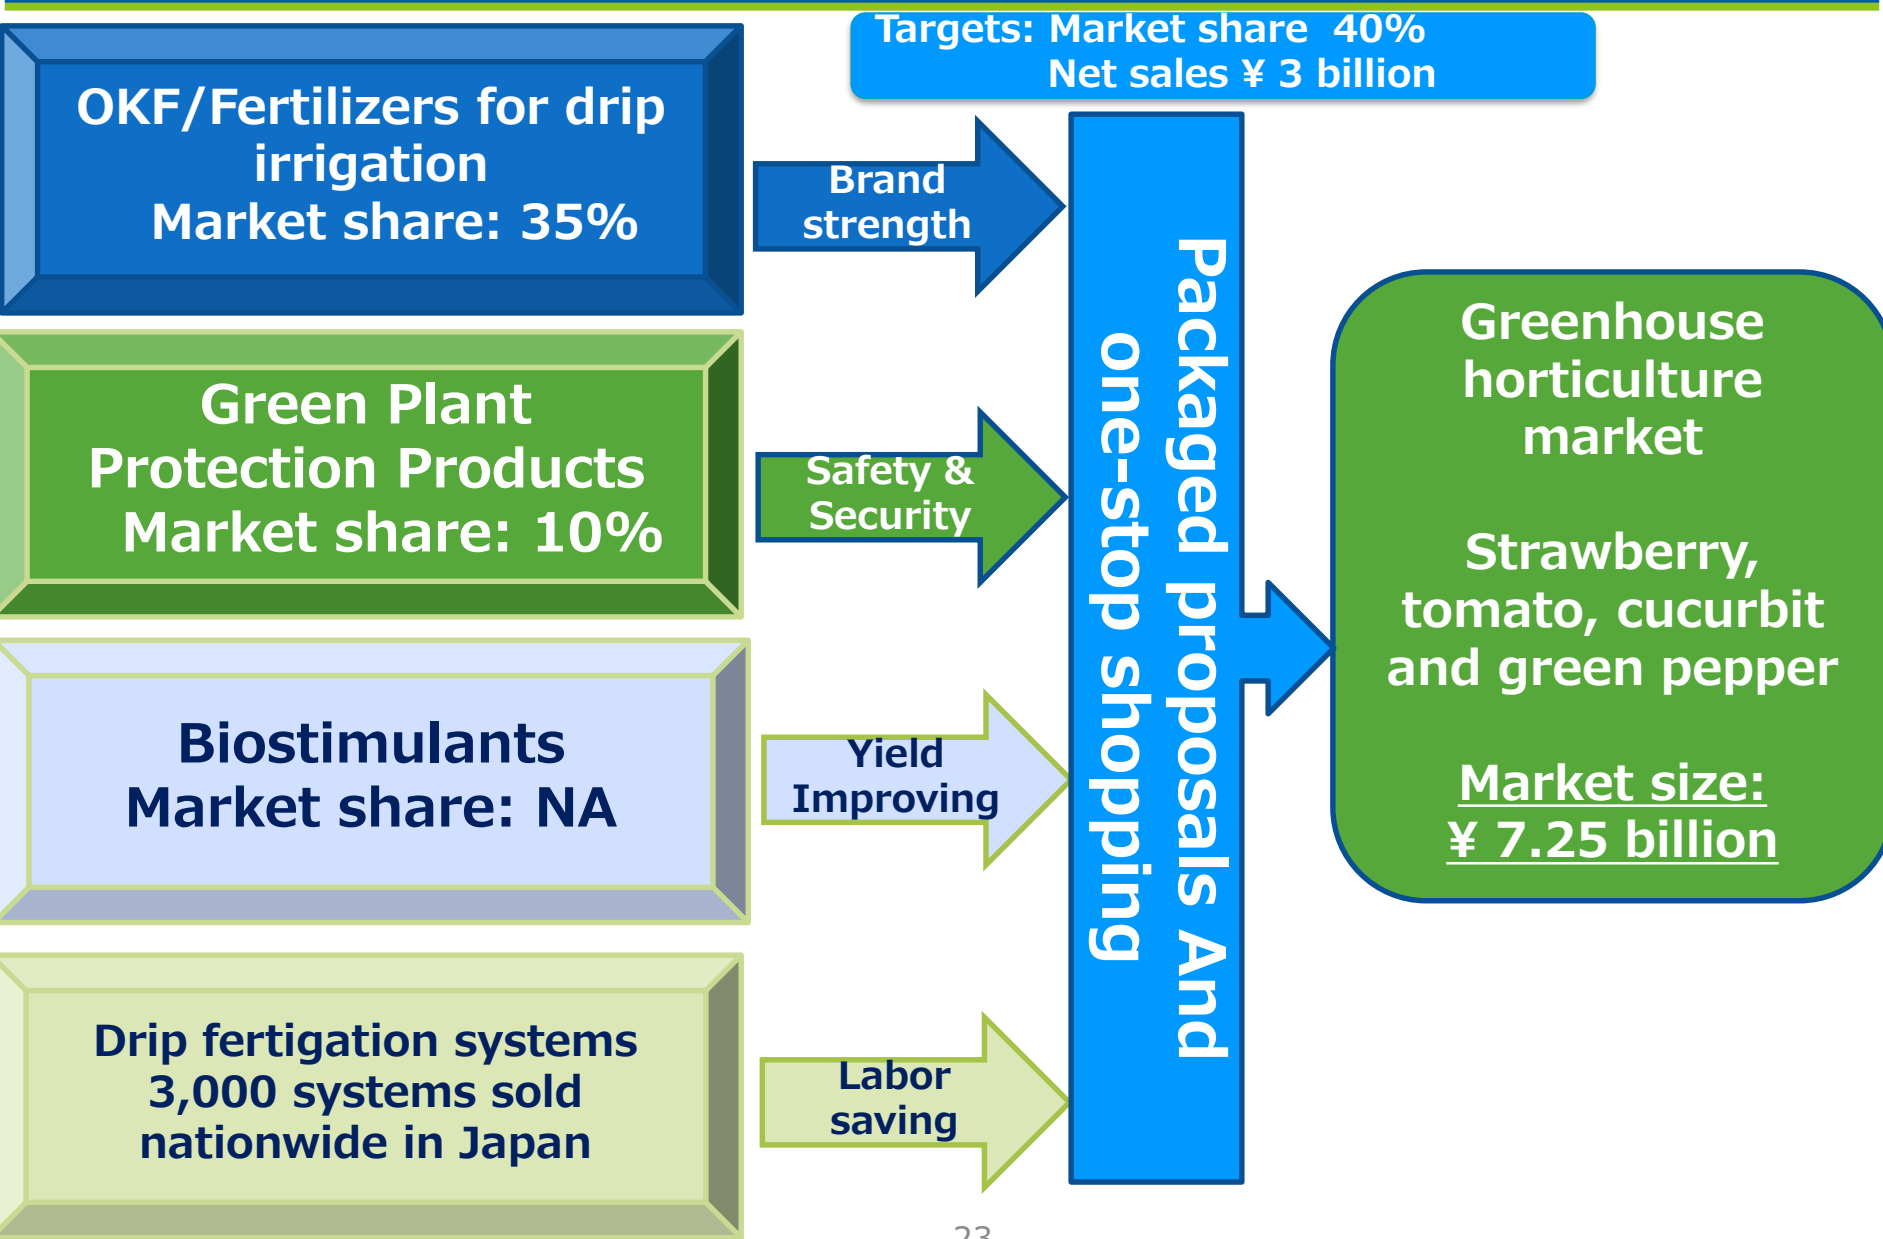 Targets: Market share 40%
Net sales ¥ 3 billion
OKF/Fertilizers for drip
irrigation
Market share: 35%
Brand
strength
Green Plant
Protection Products
Market share: 10%
Safety &
Security
Biostimulants
Market share: NA
Yield
Improving
Drip fertigation systems
3,000 systems sold
nationwide in Japan
Labor
saving
Packaged proposals And
one-stop shopping
Greenhouse
horticulture
market
Strawberry,
tomato, cucurbit
and green pepper
Market size:
¥ 7.25 billion
23